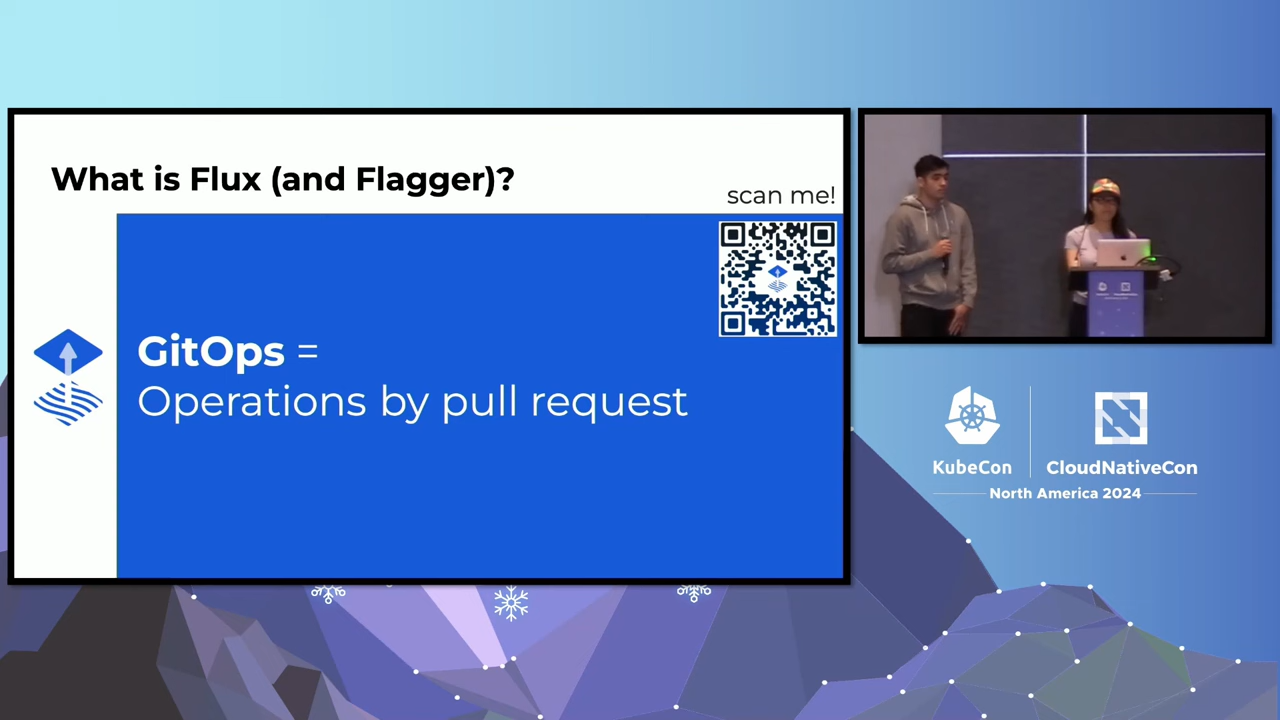 What is Flux (and Flagger)?
scan me!
GitOps =
Operations by pull request
KubeCon
CloudNativeCon
North America 2024